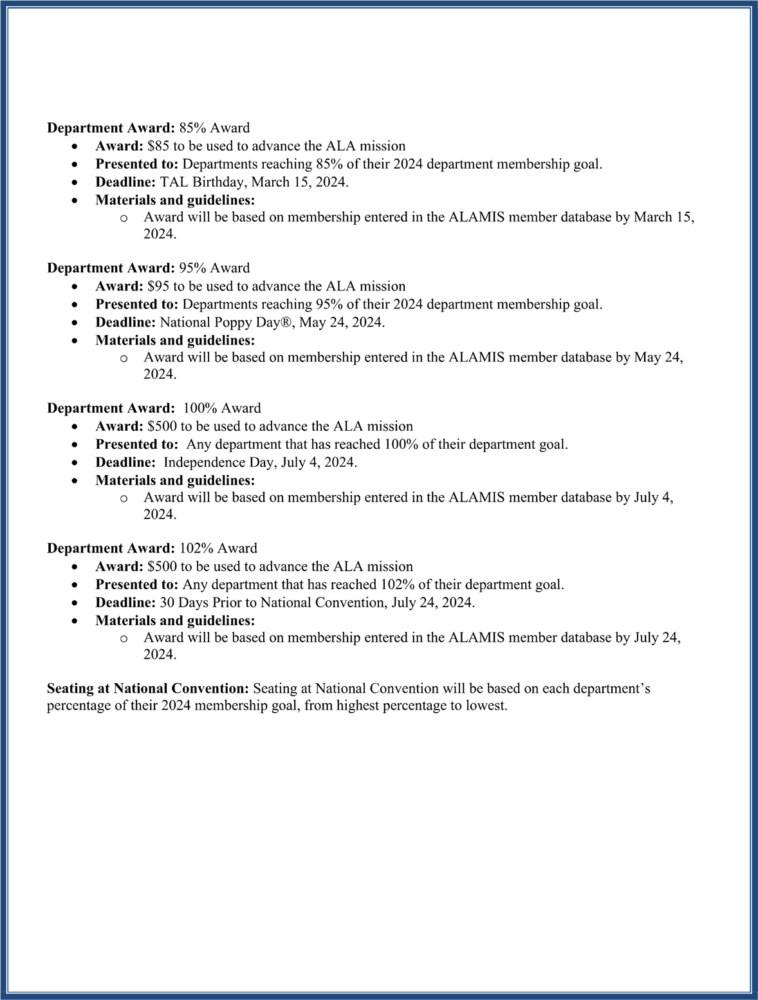 Department Award: 85% Award
• Award: $85 to be used to advance the ALA mission
• Presented to: Departments reaching 85% of their 2024 department membership goal.
• Deadline: TAL Birthday, March 15, 2024.
• Materials and guidelines:
o Award will be based on membership entered in the ALAMIS member database by March 15,
2024.
Department Award: 95% Award
• Award: $95 to be used to advance the ALA mission
• Presented to: Departments reaching 95% of their 2024 department membership goal.
• Deadline: National Poppy Day®, May 24, 2024.
• Materials and guidelines:
o Award will be based on membership entered in the ALAMIS member database by May 24,
2024.
Department Award:  100% Award
• Award: $500 to be used to advance the ALA mission
• Presented to:  Any department that has reached 100% of their department goal.
• Deadline:  Independence Day, July 4, 2024.
• Materials and guidelines:
o Award will be based on membership entered in the ALAMIS member database by July 4,
2024.
Department Award: 102% Award
• Award: $500 to be used to advance the ALA mission
• Presented to: Any department that has reached 102% of their department goal.
• Deadline: 30 Days Prior to National Convention, July 24, 2024.
• Materials and guidelines:
o Award will be based on membership entered in the ALAMIS member database by July 24,
2024.
Seating at National Convention: Seating at National Convention will be based on each department’s
percentage of their 2024 membership goal, from highest percentage to lowest.